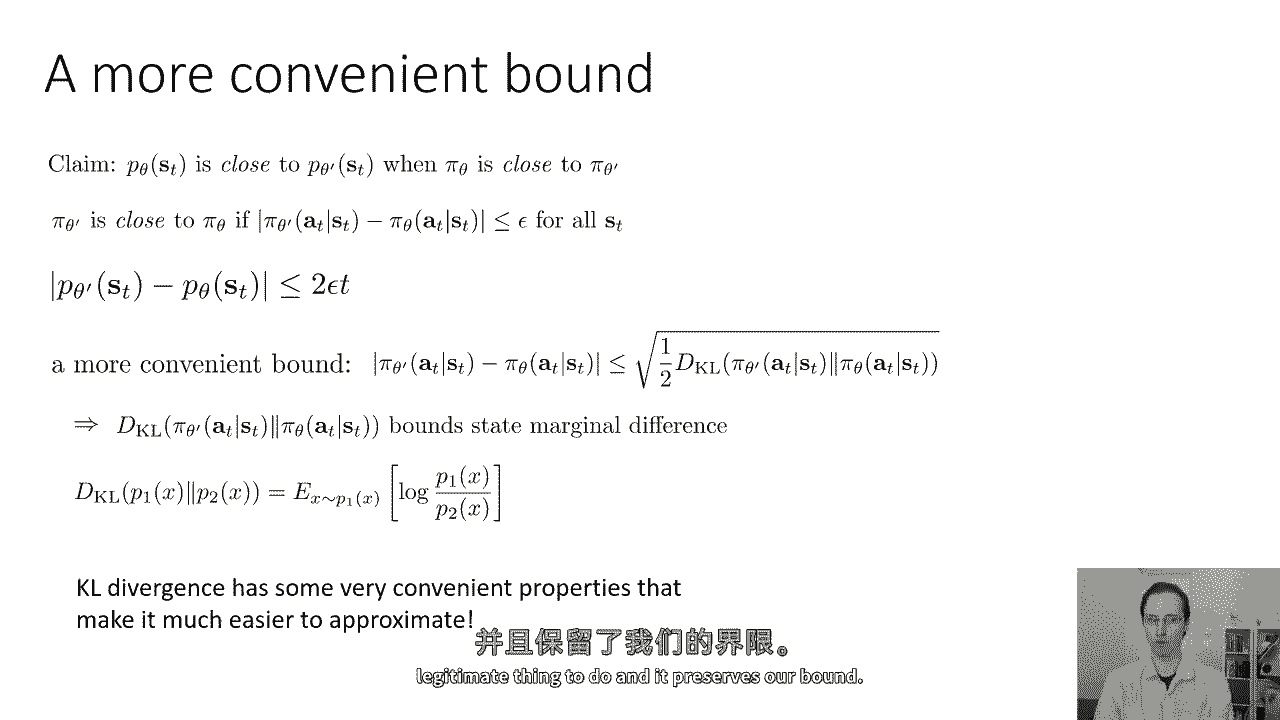 A more convenient bound
Claim: $p_\theta(\mathbf{s}_t)$ is close to $p_{\theta'}(\mathbf{s}_t)$ when $\pi_\theta$ is close to $\pi_{\theta'}$
$\pi_{\theta'}$ is close to $\pi_\theta$ if $|\pi_{\theta'}(\mathbf{a}_t|\mathbf{s}_t) - \pi_\theta(\mathbf{a}_t|\mathbf{s}_t)| \leq \epsilon$ for all $\mathbf{s}_t$
$|p_{\theta'}(\mathbf{s}_t) - p_\theta(\mathbf{s}_t)| \leq 2\epsilon t$
a more convenient bound: $|\pi_{\theta'}(\mathbf{a}_t|\mathbf{s}_t) - \pi_\theta(\mathbf{a}_t|\mathbf{s}_t)| \leq \sqrt{\frac{1}{2} D_{\mathrm{KL}}(\pi_{\theta'}(\mathbf{a}_t|\mathbf{s}_t) \| \pi_\theta(\mathbf{a}_t|\mathbf{s}_t))}$
$\Rightarrow$ $D_{\mathrm{KL}}(\pi_{\theta'}(\mathbf{a}_t|\mathbf{s}_t) \| \pi_\theta(\mathbf{a}_t|\mathbf{s}_t))$ bounds state marginal difference
$D_{\mathrm{KL}}(p_1(x) \| p_2(x)) = E_{x \sim p_1(x)} \left[ \log \frac{p_1(x)}{p_2(x)} \right]$
KL divergence has some very convenient properties that
make it much easier to approximate!
并且保留了我们的界限。
legitimate thing to do and it preserves our bound.